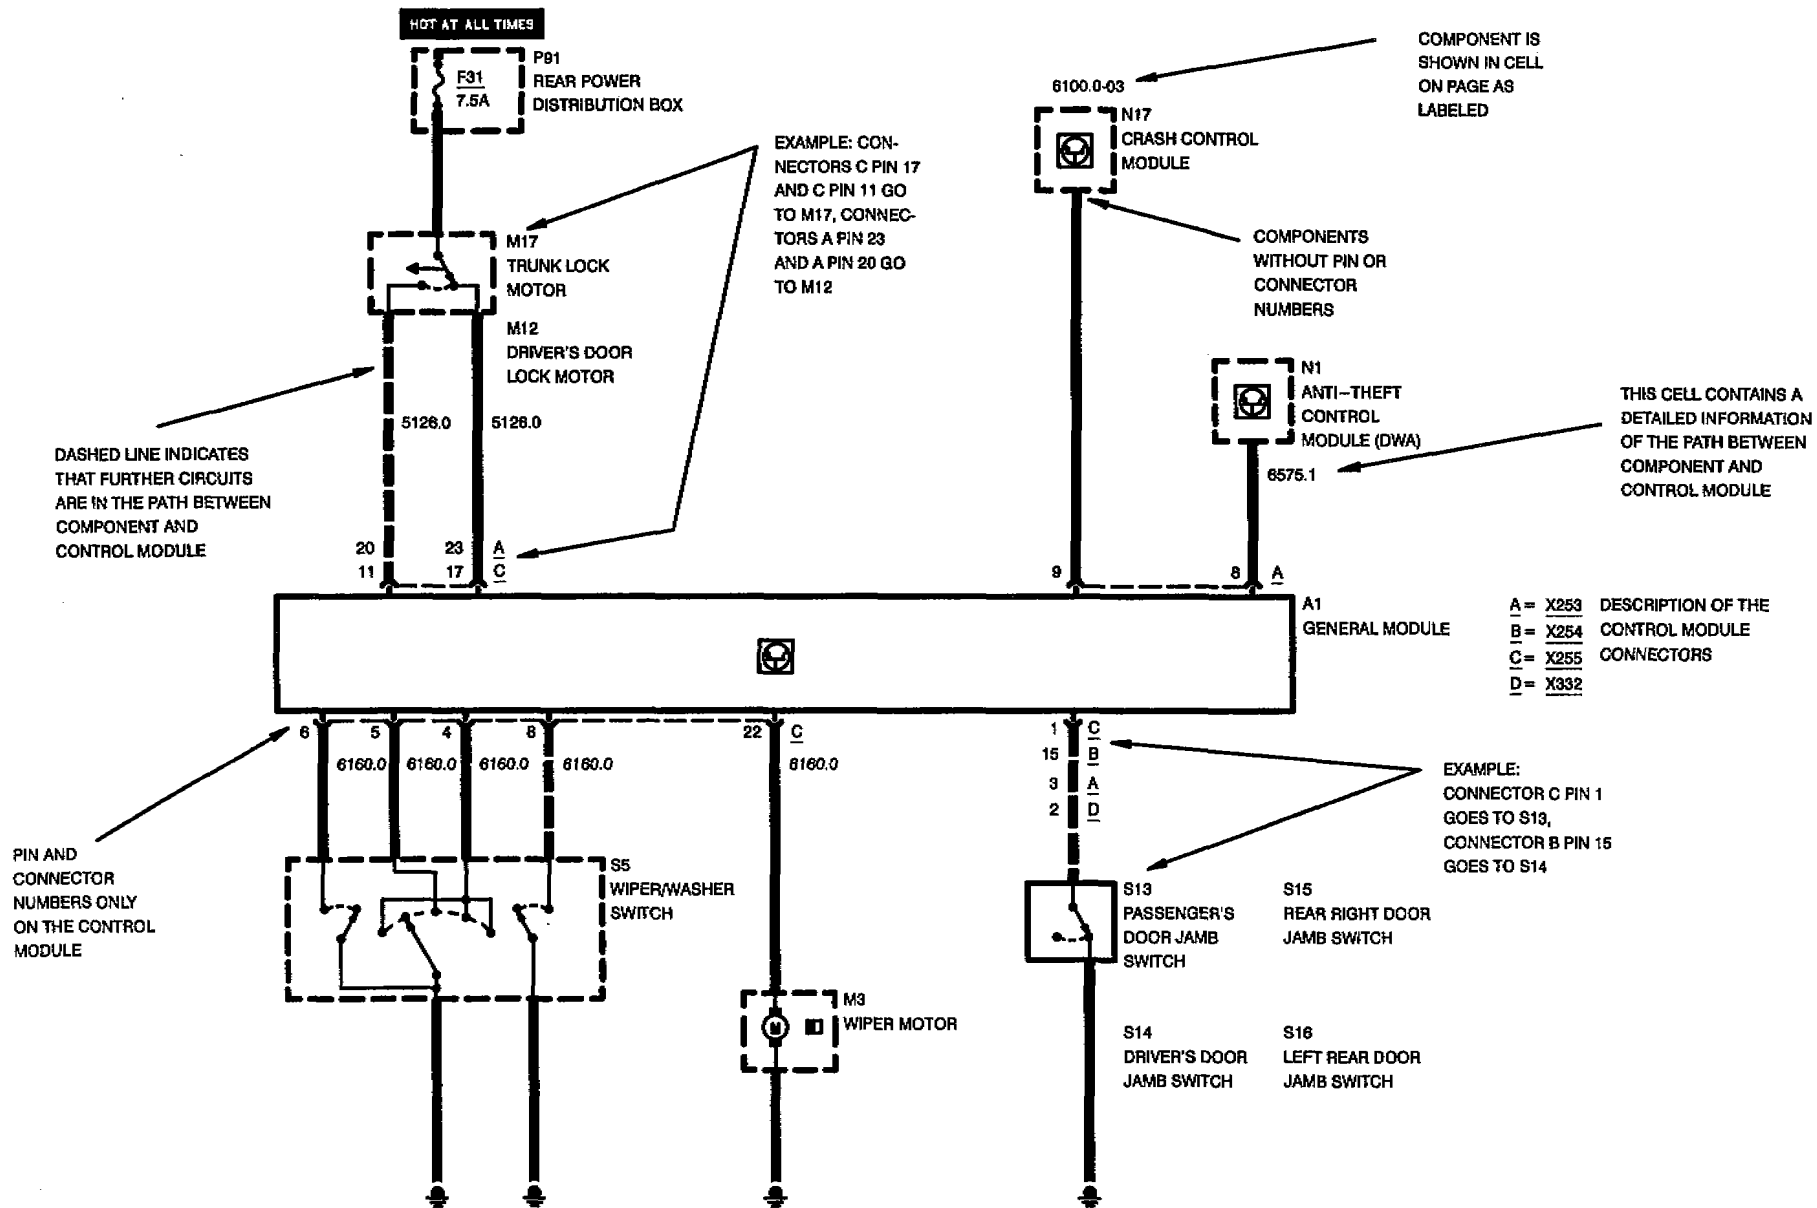 HOT AT ALL TIMES
P91
REAR POWER
DISTRIBUTION BOX
F31
7.5A
COMPONENT IS
SHOWN IN CELL
ON PAGE AS
LABELED
6100.0-03
N17
CRASH CONTROL
MODULE
EXAMPLE: CON-
NECTORS C PIN 17
AND C PIN 11 GO
TO M17, CONNEC-
TORS A PIN 23
AND A PIN 20 GO
TO M12
M17
TRUNK LOCK
MOTOR
COMPONENTS
WITHOUT PIN OR
CONNECTOR
NUMBERS
M12
DRIVER'S DOOR
LOCK MOTOR
N1
ANTI-THEFT
CONTROL
MODULE (DWA)
THIS CELL CONTAINS A
DETAILED INFORMATION
OF THE PATH BETWEEN
COMPONENT AND
CONTROL MODULE
5126.0 5126.0
6575.1
DASHED LINE INDICATES
THAT FURTHER CIRCUITS
ARE IN THE PATH BETWEEN
COMPONENT AND
CONTROL MODULE
20 23 A
11 17 C
9 8 A
A1
GENERAL MODULE
A = X253
B = X254
C = X255
D = X332
DESCRIPTION OF THE
CONTROL MODULE
CONNECTORS
6 5 4 8 22 C
6160.0 6160.0 6160.0 6160.0 6160.0
1 C
15 B
3 A
2 D
EXAMPLE:
CONNECTOR C PIN 1
GOES TO S13,
CONNECTOR B PIN 15
GOES TO S14
PIN AND
CONNECTOR
NUMBERS ONLY
ON THE CONTROL
MODULE
S5
WIPER/WASHER
SWITCH
S13
PASSENGER'S
DOOR JAMB
SWITCH
S15
REAR RIGHT DOOR
JAMB SWITCH
M
M3
WIPER MOTOR
S14
DRIVER'S DOOR
JAMB SWITCH
S16
LEFT REAR DOOR
JAMB SWITCH